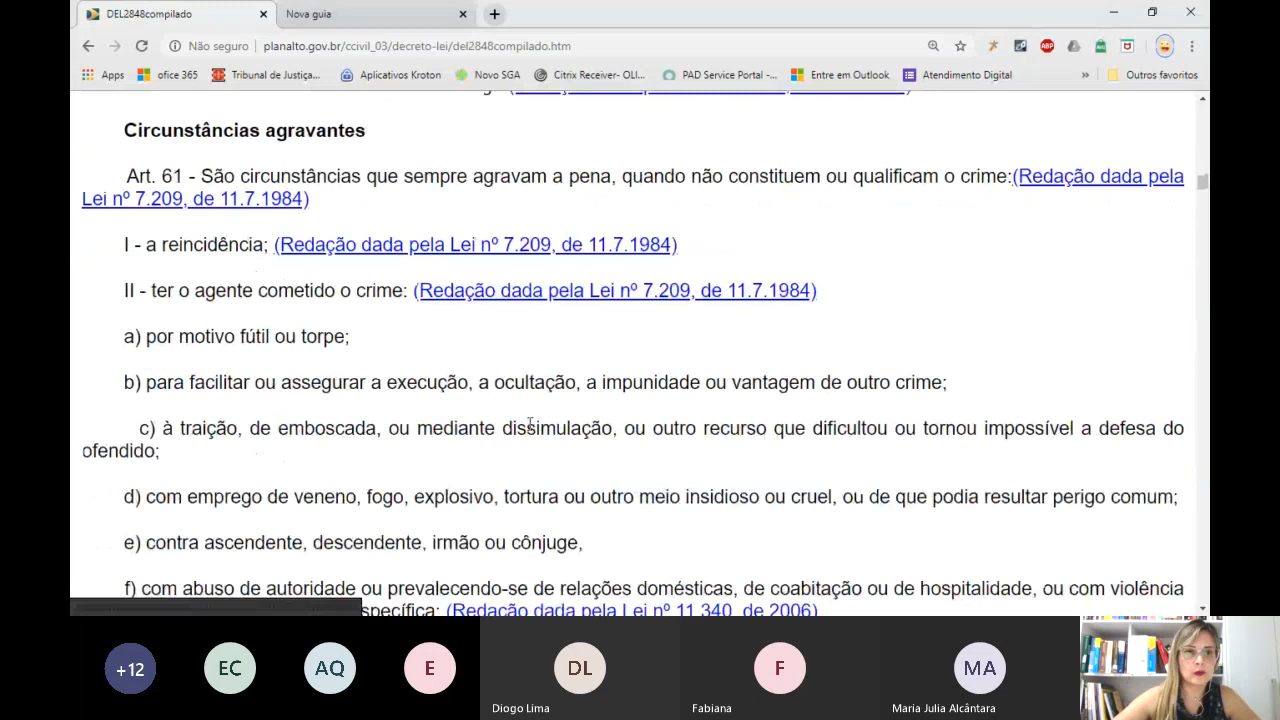 DEL2848compilado
Nova guia
Não seguro
planalto.gov.br/ccivil_03/decreto-lei/del2848compilado.htm
ABP
Apps
office 365
Tribunal de Justiça...
Aplicativos Kroton
Novo SGA
Citrix Receiver- OLI...
PAD Service Portal -...
Entre em Outlook
Atendimento Digital
»
Outros favoritos
Circunstâncias agravantes
Art. 61 - São circunstâncias que sempre agravam a pena, quando não constituem ou qualificam o crime:(Redação dada pela
Lei nº 7.209, de 11.7.1984)
I - a reincidência; (Redação dada pela Lei nº 7.209, de 11.7.1984)
II - ter o agente cometido o crime: (Redação dada pela Lei nº 7.209, de 11.7.1984)
a) por motivo fútil ou torpe;
b) para facilitar ou assegurar a execução, a ocultação, a impunidade ou vantagem de outro crime;
c) à traição, de emboscada, ou mediante dissimulação, ou outro recurso que dificultou ou tornou impossível a defesa do
ofendido;
d) com emprego de veneno, fogo, explosivo, tortura ou outro meio insidioso ou cruel, ou de que podia resultar perigo comum;
e) contra ascendente, descendente, irmão ou cônjuge,
f) com abuso de autoridade ou prevalecendo-se de relações domésticas, de coabitação ou de hospitalidade, ou com violência
specífica; (Redação dada pela Lei nº 11.340, de 2006)
+12
EC
AQ
E
DL
F
MA
Diogo Lima
Fabiana
Maria Julia Alcântara